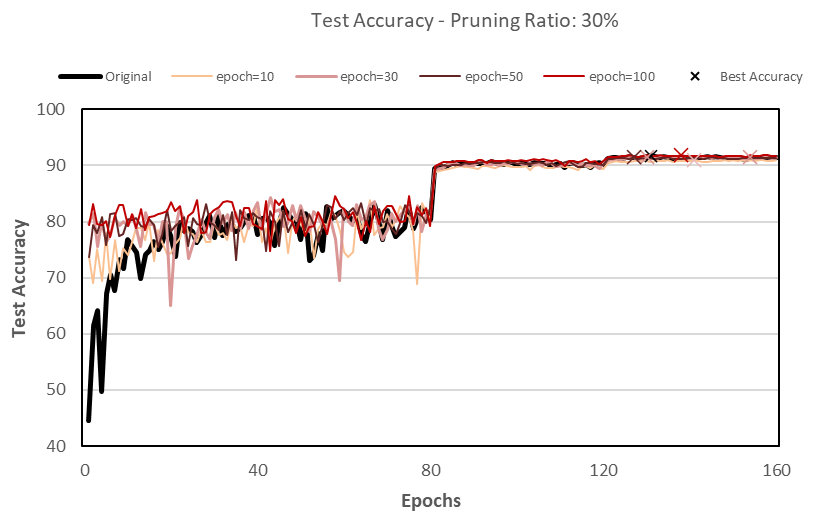 Test Accuracy - Pruning Ratio: 30%
Original epoch=10 epoch=30 epoch=50 epoch=100 Best Accuracy
100
90
80
70
60
50
40
Test Accuracy
0 40 80 120 160
Epochs